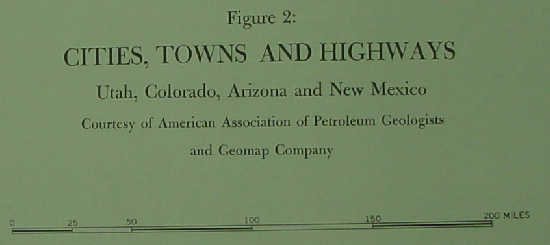 Figure 2:
CITIES, TOWNS AND HIGHWAYS
Utah, Colorado, Arizona and New Mexico
Courtesy of American Association of Petroleum Geologists
and Geomap Company
0 25 50 100 150 200 MILES